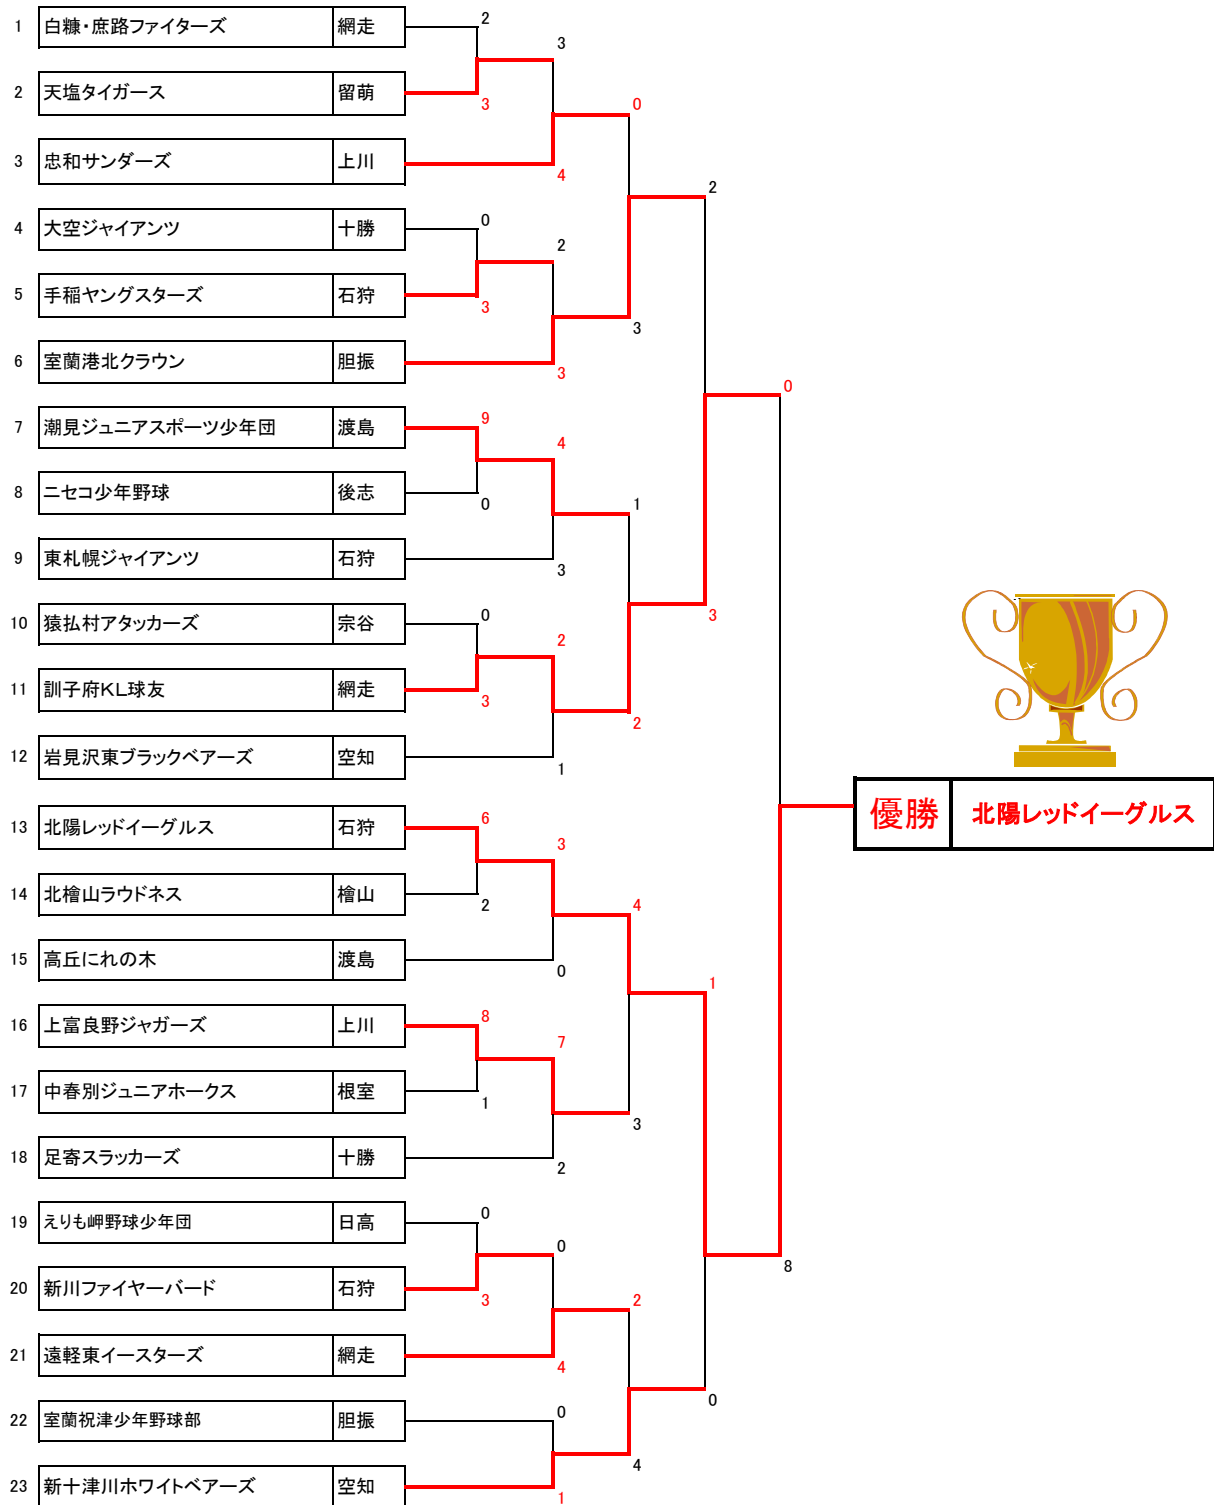 1 白糠・庶路ファイターズ 網走 2
3
2 天塩タイガース 留萌 3
0
3 忠和サンダーズ 上川 4
2
4 大空ジャイアンツ 十勝 0
2
5 手稲ヤングスターズ 石狩 3
3
6 室蘭港北クラウン 胆振 3
0
7 潮見ジュニアスポーツ少年団 渡島 9
4
8 ニセコ少年野球 後志 0
1
9 東札幌ジャイアンツ 石狩 3
3
10 猿払村アタッカーズ 宗谷 0
2
11 訓子府KL球友 網走 3
2
12 岩見沢東ブラックベアーズ 空知 1
優勝 北陽レッドイーグルス
13 北陽レッドイーグルス 石狩 6
3
14 北檜山ラウドネス 檜山 2
4
15 高丘にれの木 渡島 0
1
16 上富良野ジャガーズ 上川 8
7
17 中春別ジュニアホークス 根室 1
3
18 足寄スラッカーズ 十勝 2
19 えりも岬野球少年団 日高 0
0
8
20 新川ファイヤーバード 石狩 3
2
21 遠軽東イースターズ 網走 4
0
22 室蘭祝津少年野球部 胆振 0
4
23 新十津川ホワイトベアーズ 空知 1